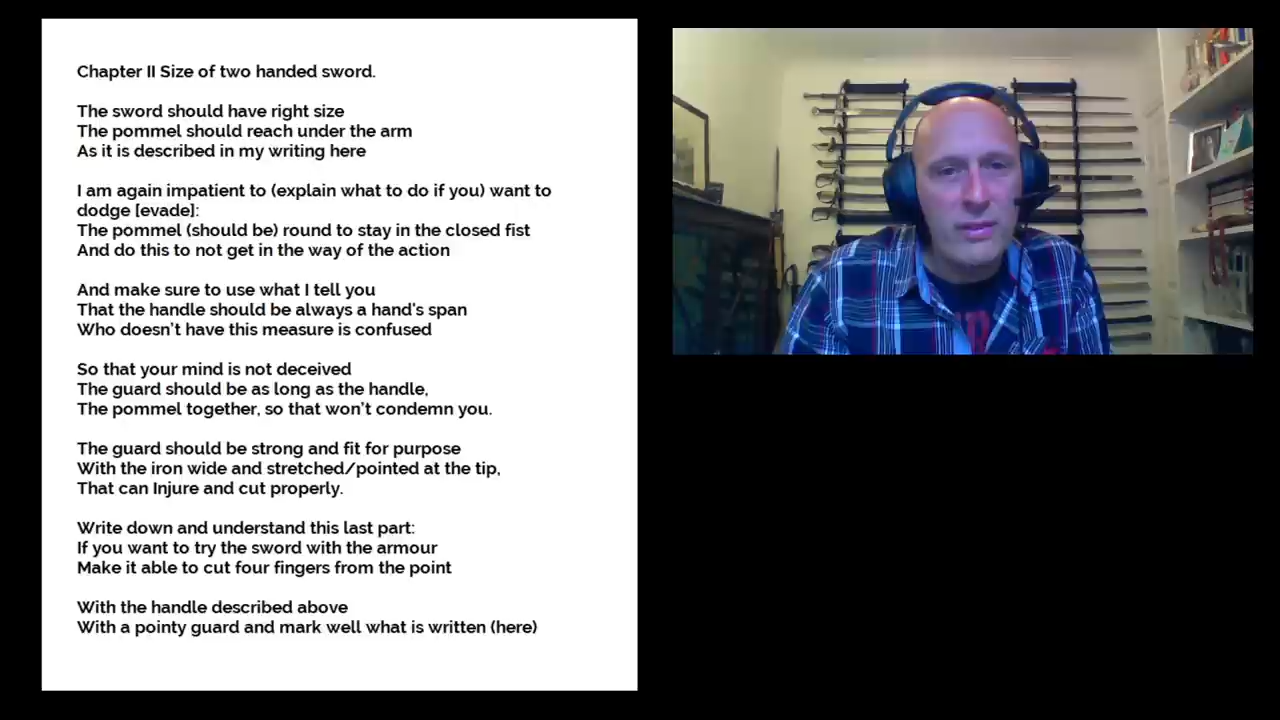 Chapter II Size of two handed sword.
The sword should have right size
The pommel should reach under the arm
As it is described in my writing here
I am again impatient to (explain what to do if you) want to
dodge [evade]:
The pommel (should be) round to stay in the closed fist
And do this to not get in the way of the action
And make sure to use what I tell you
That the handle should be always a hand's span
Who doesn't have this measure is confused
So that your mind is not deceived
The guard should be as long as the handle,
The pommel together, so that won't condemn you.
The guard should be strong and fit for purpose
With the iron wide and stretched/pointed at the tip,
That can Injure and cut properly.
Write down and understand this last part:
If you want to try the sword with the armour
Make it able to cut four fingers from the point
With the handle described above
With a pointy guard and mark well what is written (here)